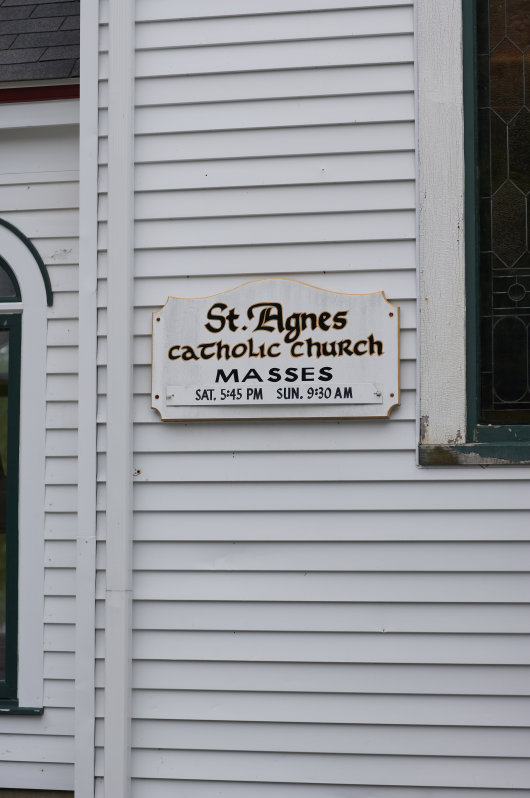 St. Agnes
catholic church
MASSES
SAT. 5:45 PM SUN. 9:30 AM